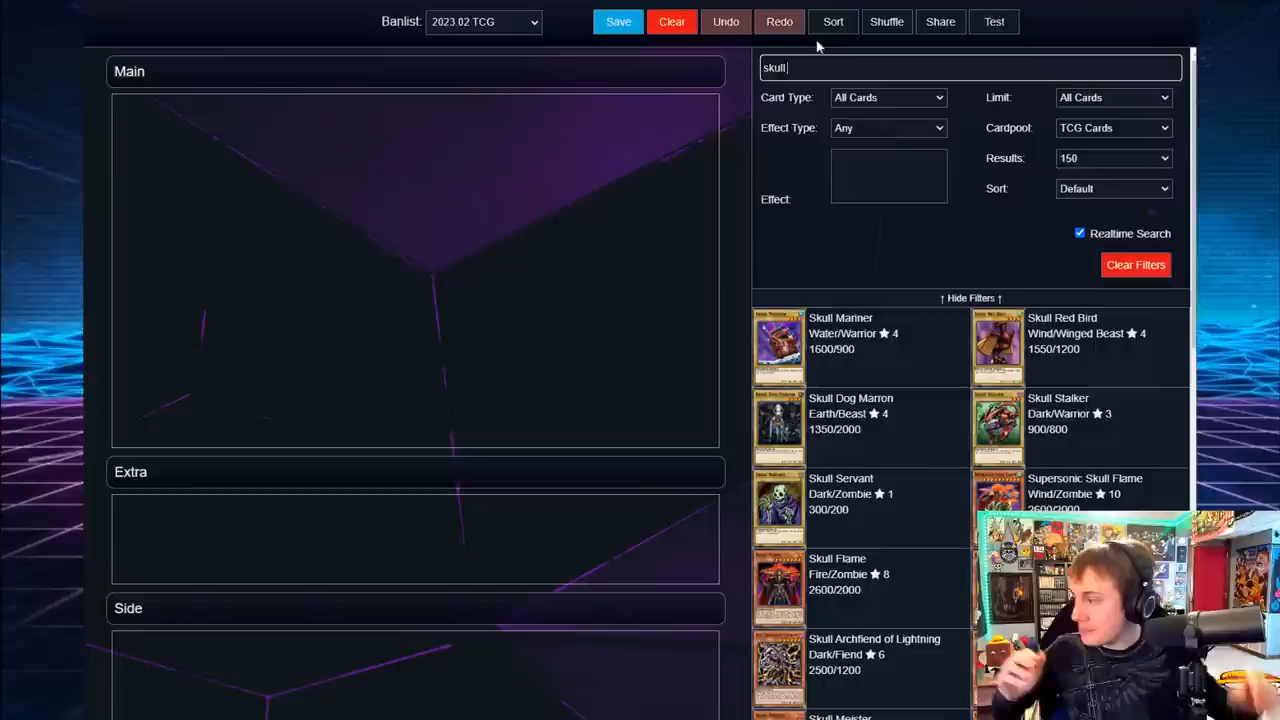 Banlist: 2023.02 TCG Save Clear Undo Redo Sort Shuffle Share Test
Main
skull
Card Type: All Cards Limit: All Cards
Effect Type: Any Cardpool: TCG Cards
Results: 150
Effect: Sort: Default
Realtime Search
Clear Filters
↑ Hide Filters ↑
Skull Mariner
Water/Warrior ★ 4
1600/900
Skull Red Bird
Wind/Winged Beast ★ 4
1550/1200
Skull Dog Marron
Earth/Beast ★ 4
1350/2000
Skull Stalker
Dark/Warrior ★ 3
900/800
Extra
Skull Servant
Dark/Zombie ★ 1
300/200
Supersonic Skull Flame
Wind/Zombie ★ 10
2600/2000
Skull Flame
Fire/Zombie ★ 8
2600/2000
Side
Skull Archfiend of Lightning
Dark/Fiend ★ 6
2500/1200
Skull Meister